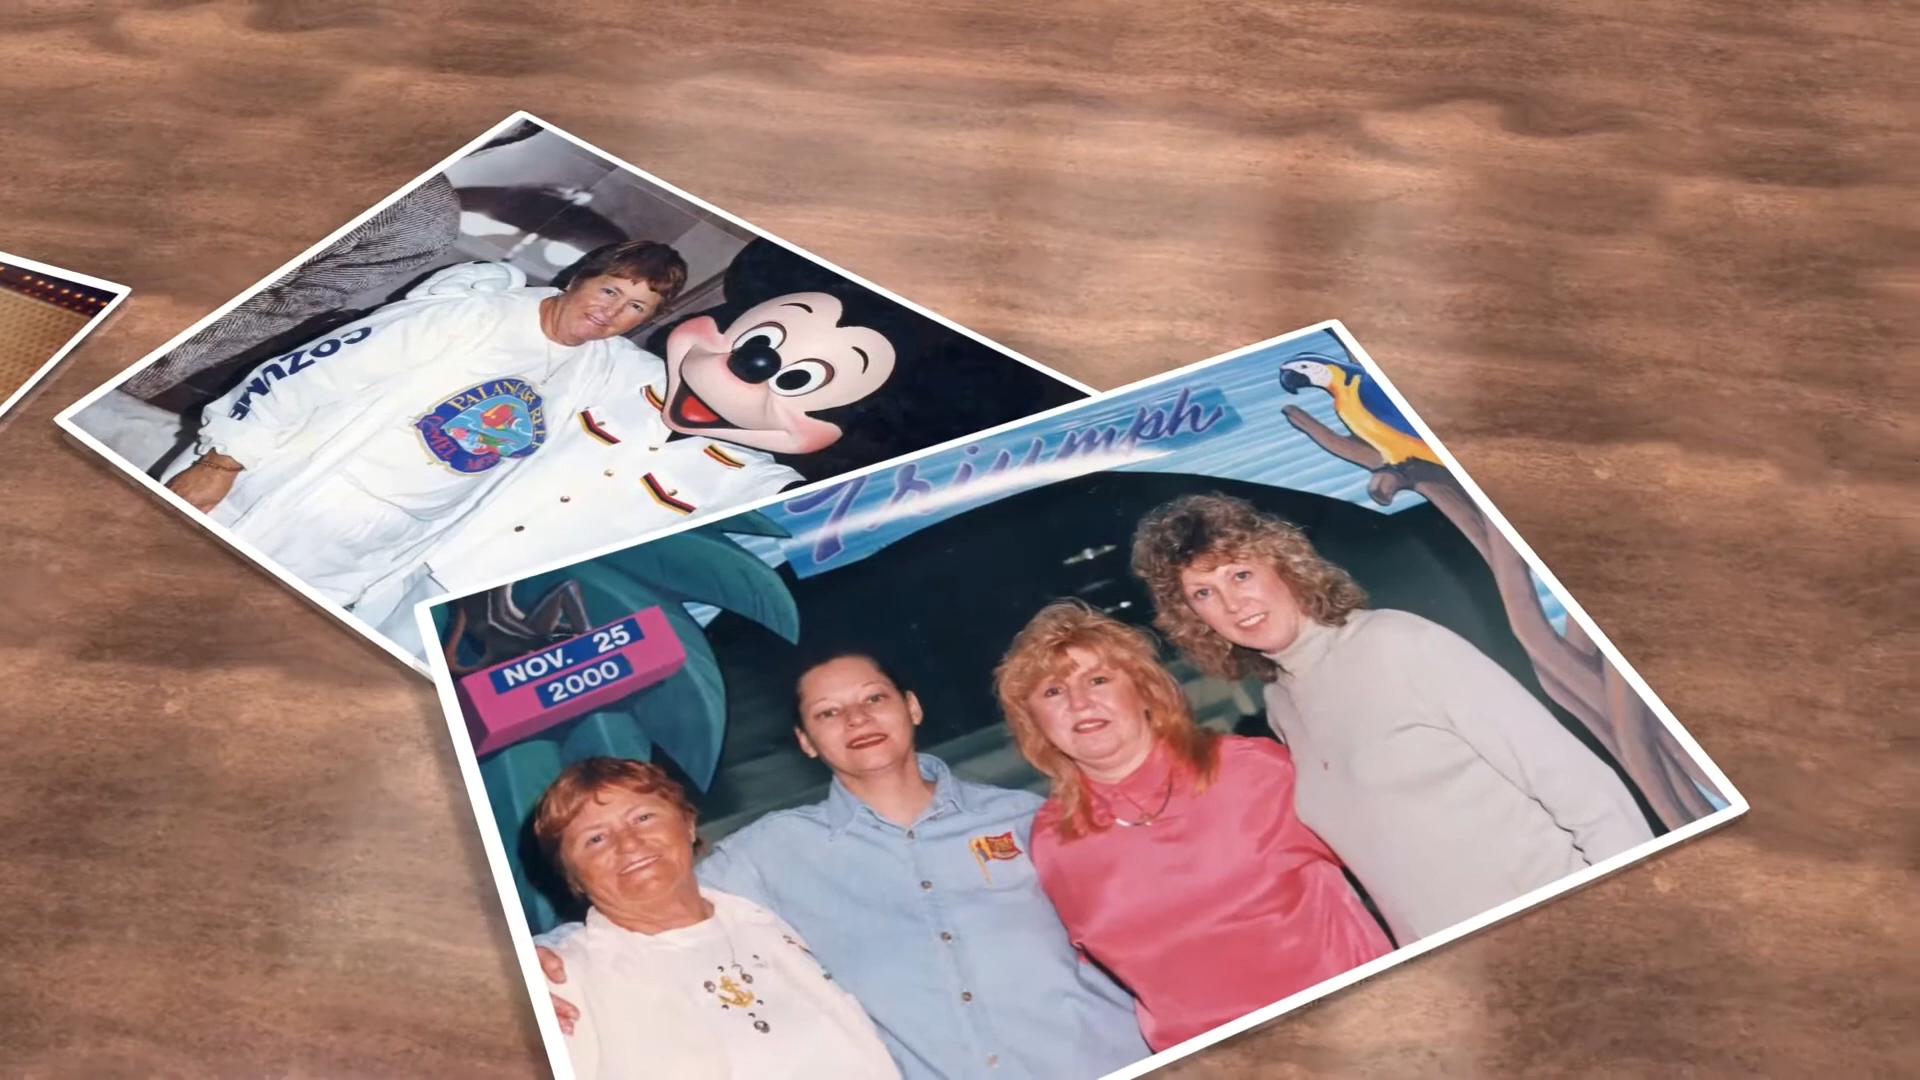 COZUME
PALANCAR REEF
Triumph
NOV. 25
2000